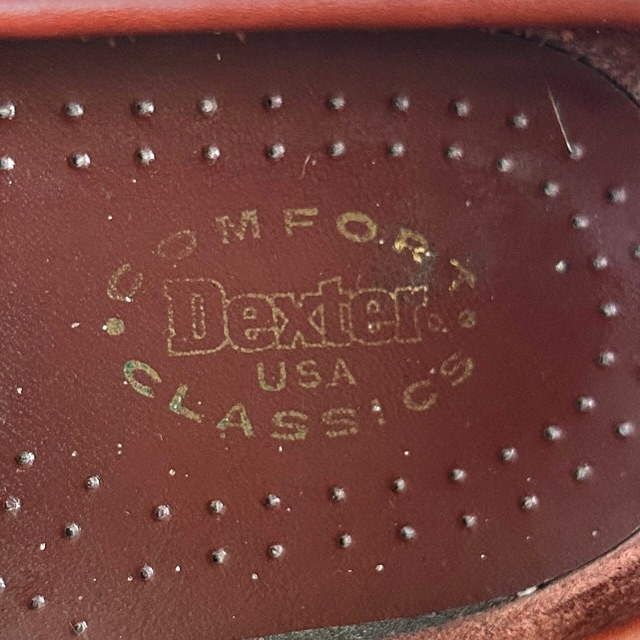 COMFORT
Dexter
USA
CLASSICS